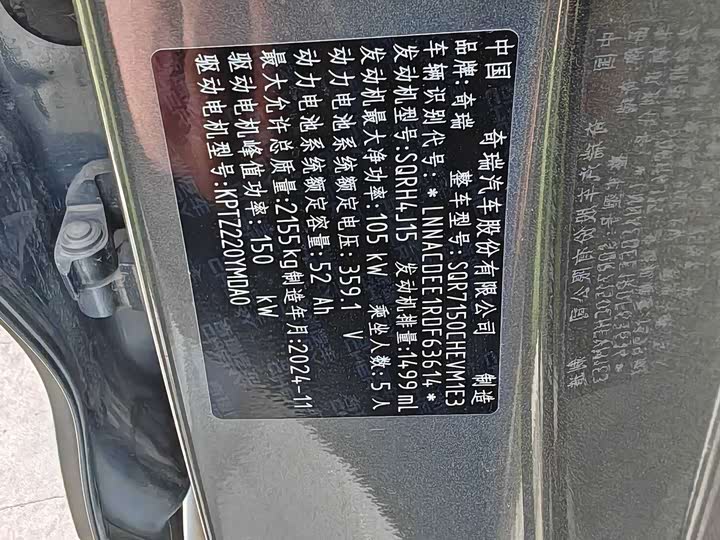 中国 奇瑞汽车股份有限公司 制造
品牌:奇瑞 整车型号:SQR7150CHEVM1E3
车辆识别代号:*LNNACDEE1RDF63614*
发动机型号:SQRH4J15 发动机排量:1499 ml
发动机最大净功率:105 kW 乘坐人数:5人
动力电池系统额定电压:359.1 V
动力电池系统额定容量:52 Ah
最大允许总质量:2155kg 制造年月:2024-11
驱动电机峰值功率:150 kW
驱动电机型号:KPTZ220YMDA0